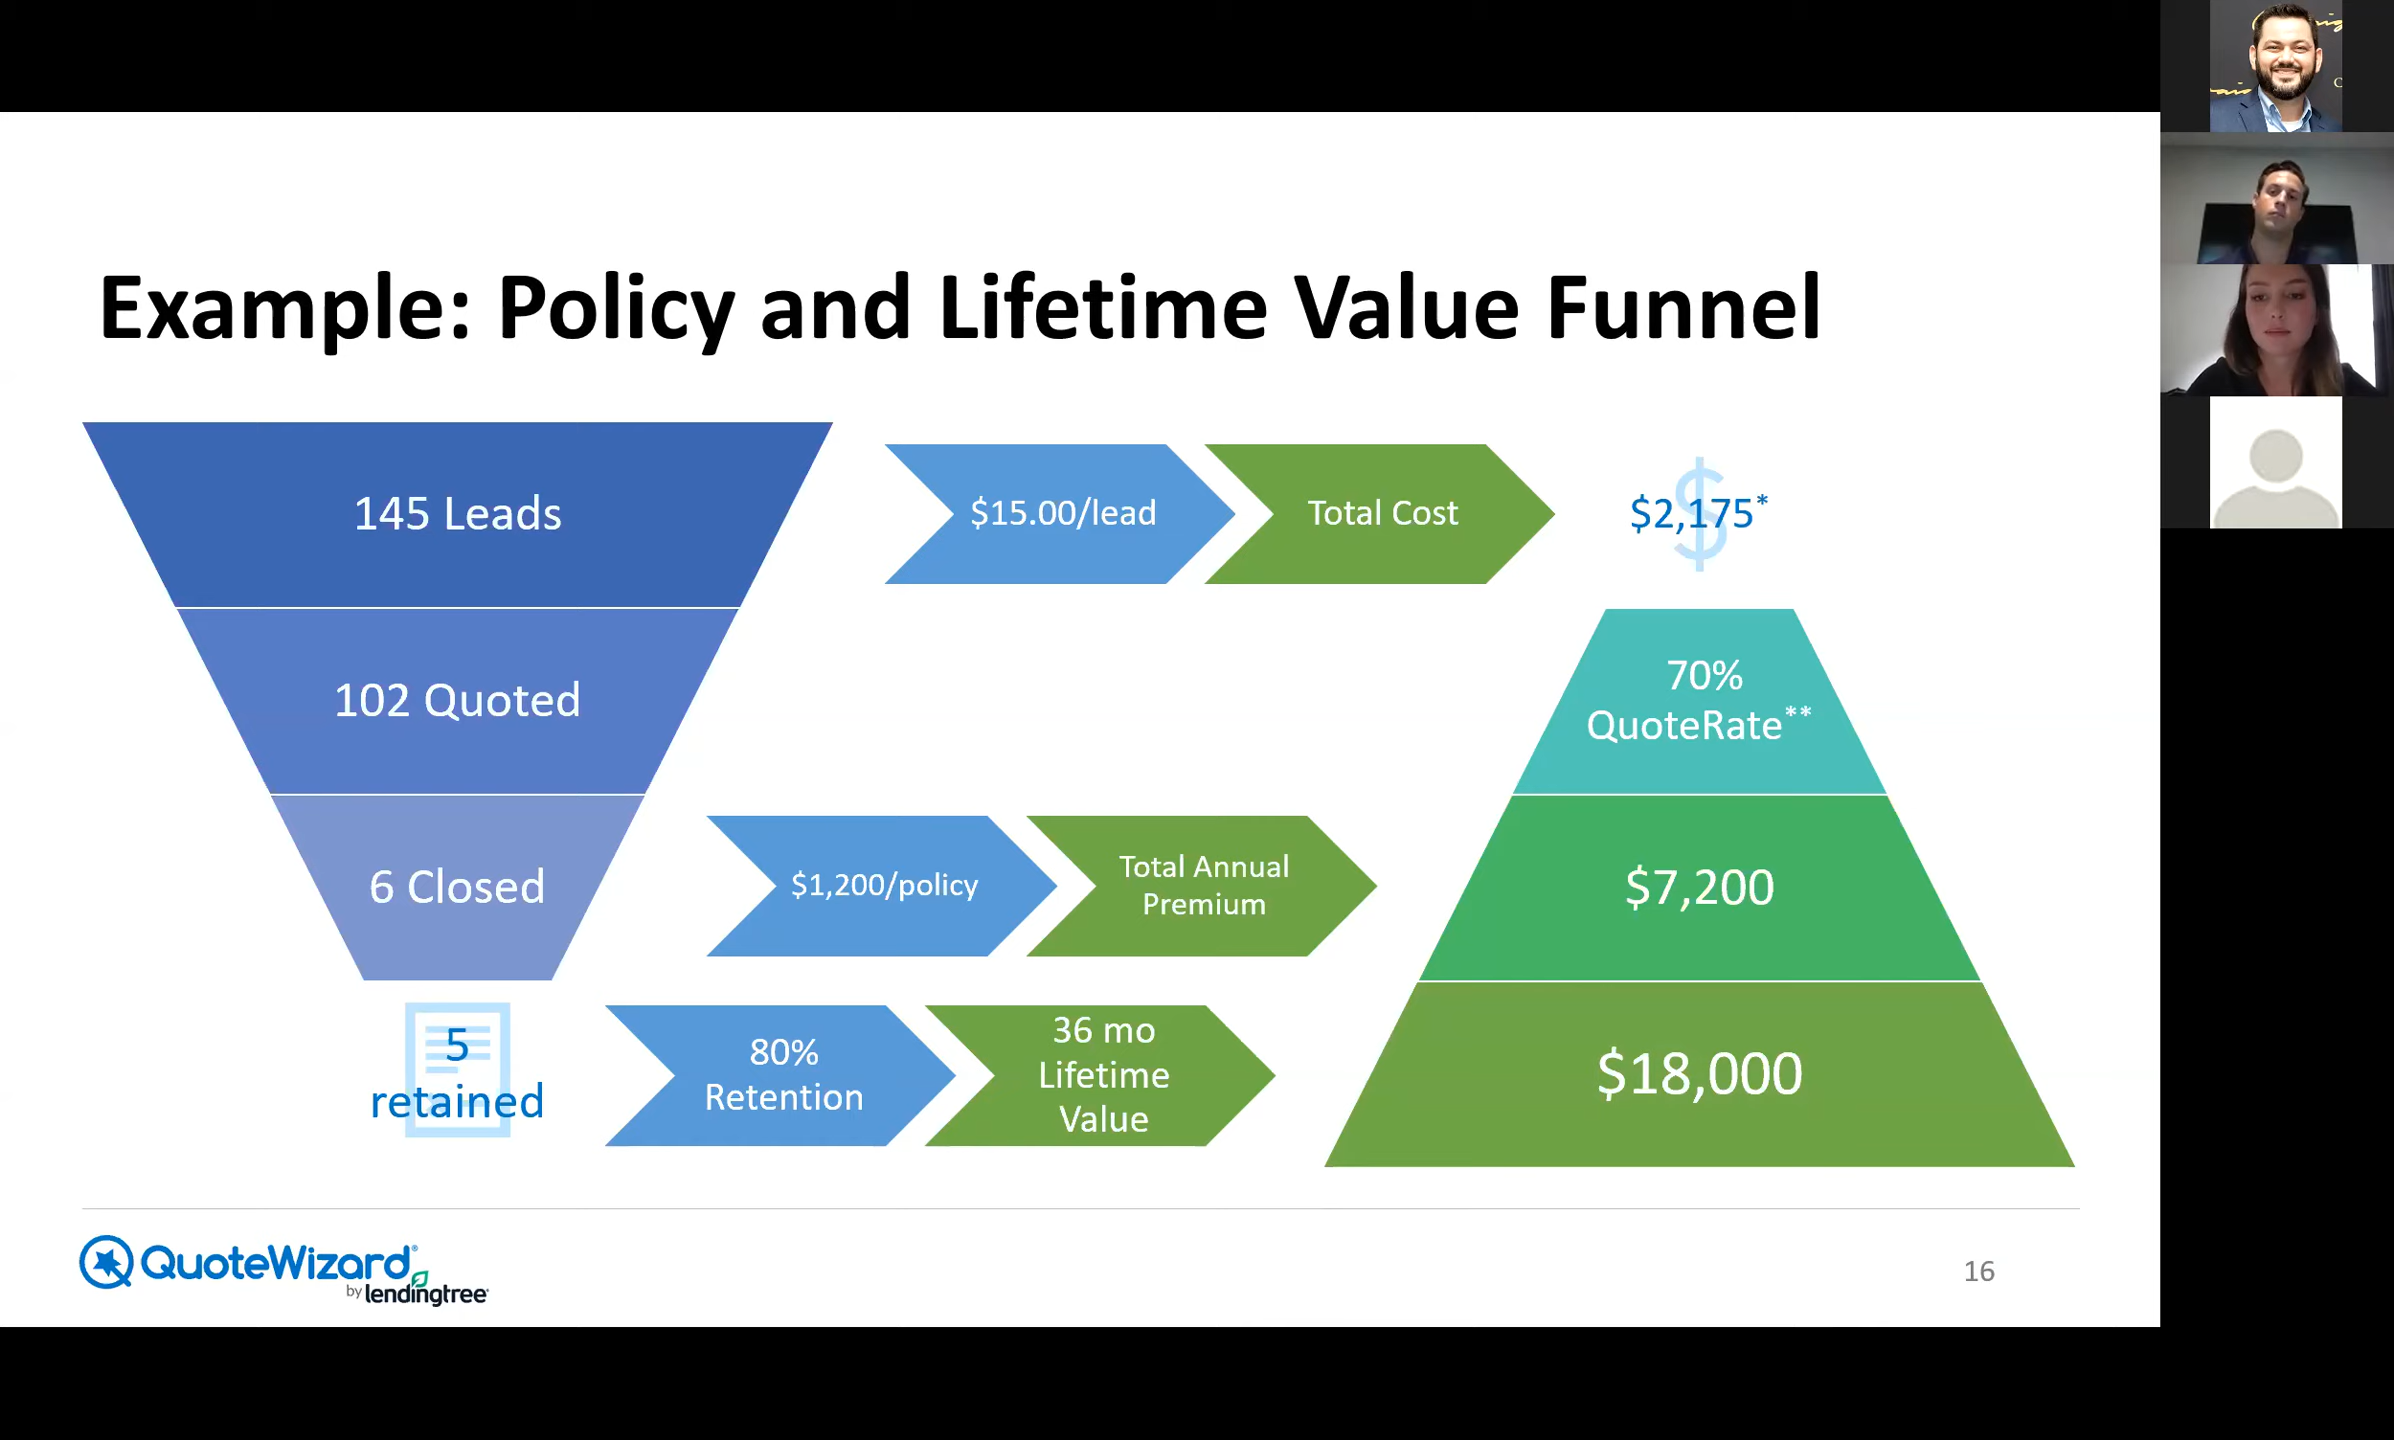 Example: Policy and Lifetime Value Funnel
145 Leads
$15.00/lead
Total Cost
$2,175*
102 Quoted
70%
QuoteRate**
6 Closed
$1,200/policy
Total Annual
Premium
$7,200
5
retained
80%
Retention
36 mo
Lifetime
Value
$18,000
QuoteWizard®
by lendingtree
16